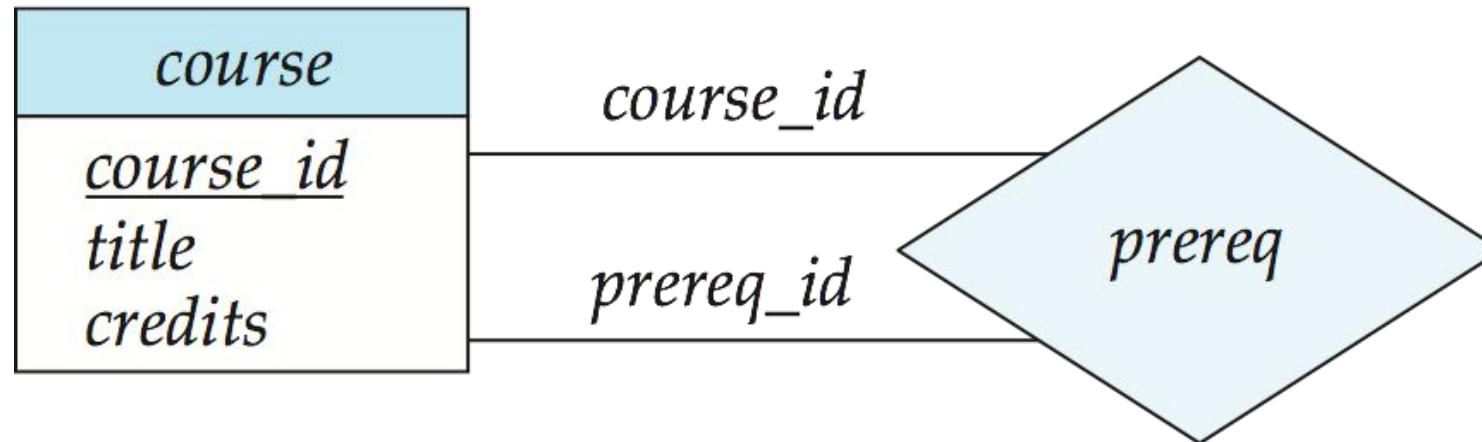 course
course_id
title
credits
course_id
prereq_id
prereq